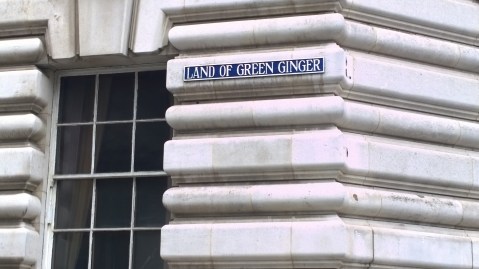 LAND OF GREEN GINGER